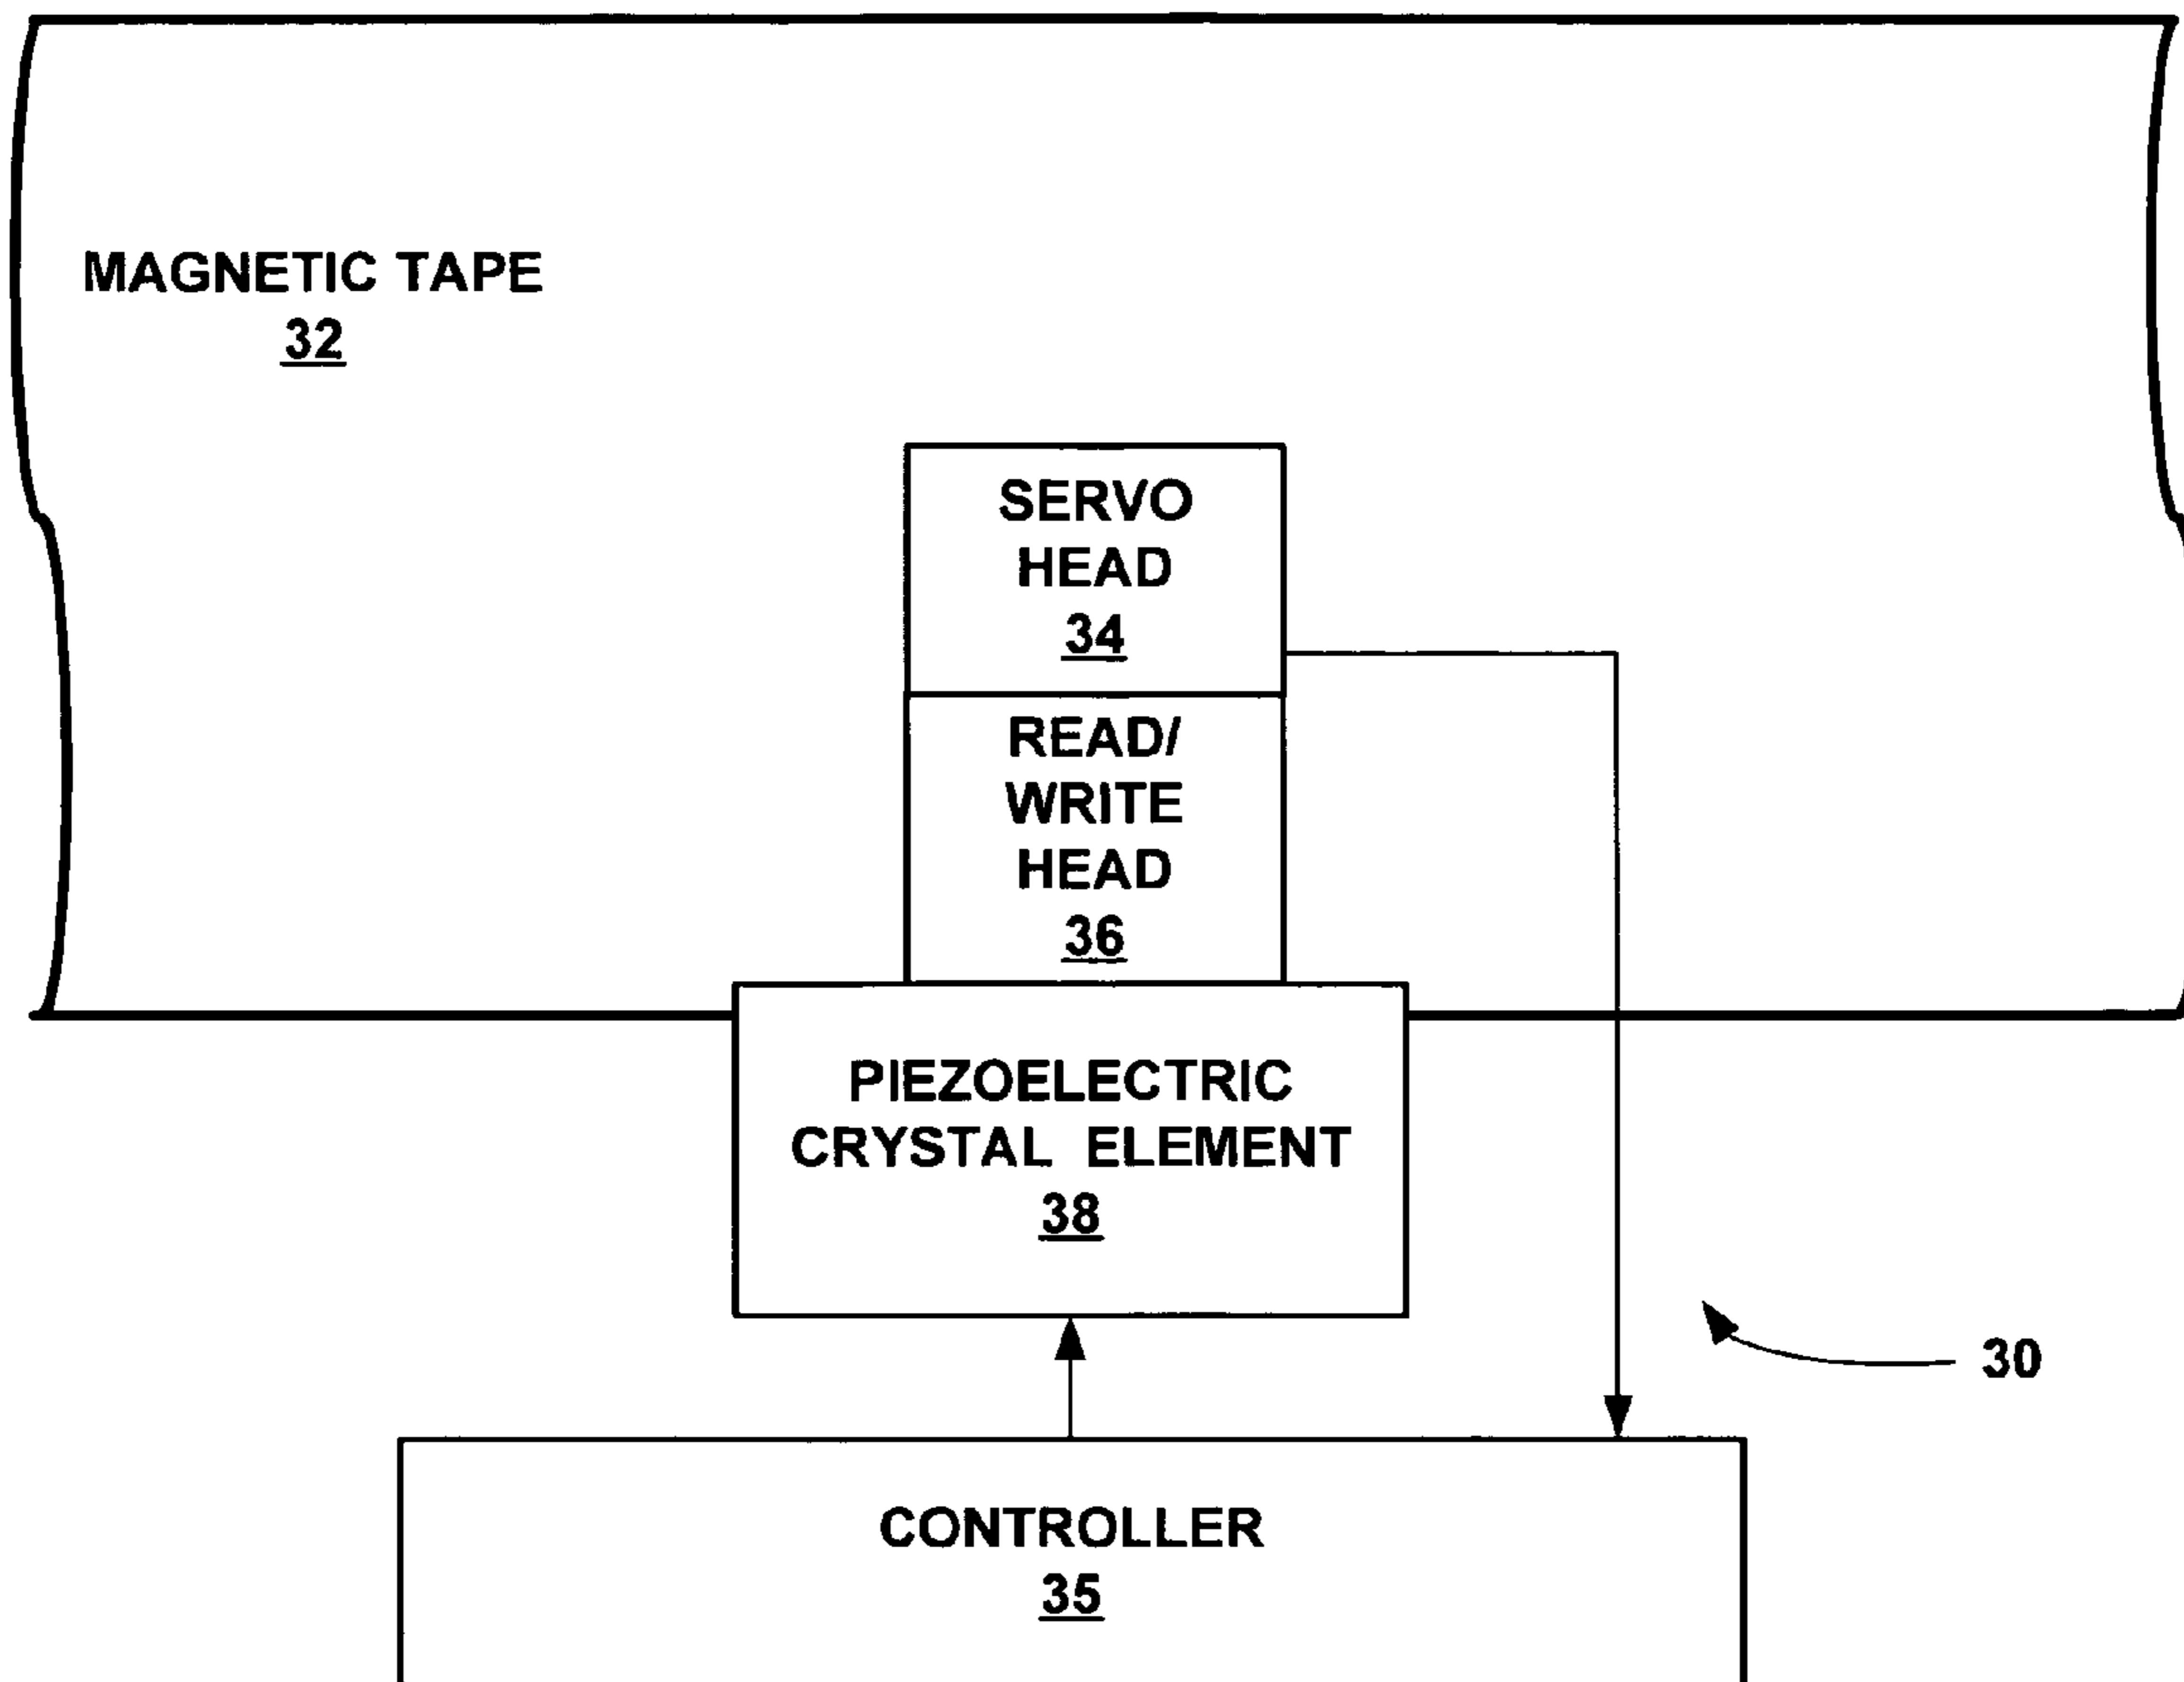 MAGNETIC TAPE
32
SERVO
HEAD
34
READ/
WRITE
HEAD
36
PIEZOELECTRIC
CRYSTAL ELEMENT
38
30
CONTROLLER
35